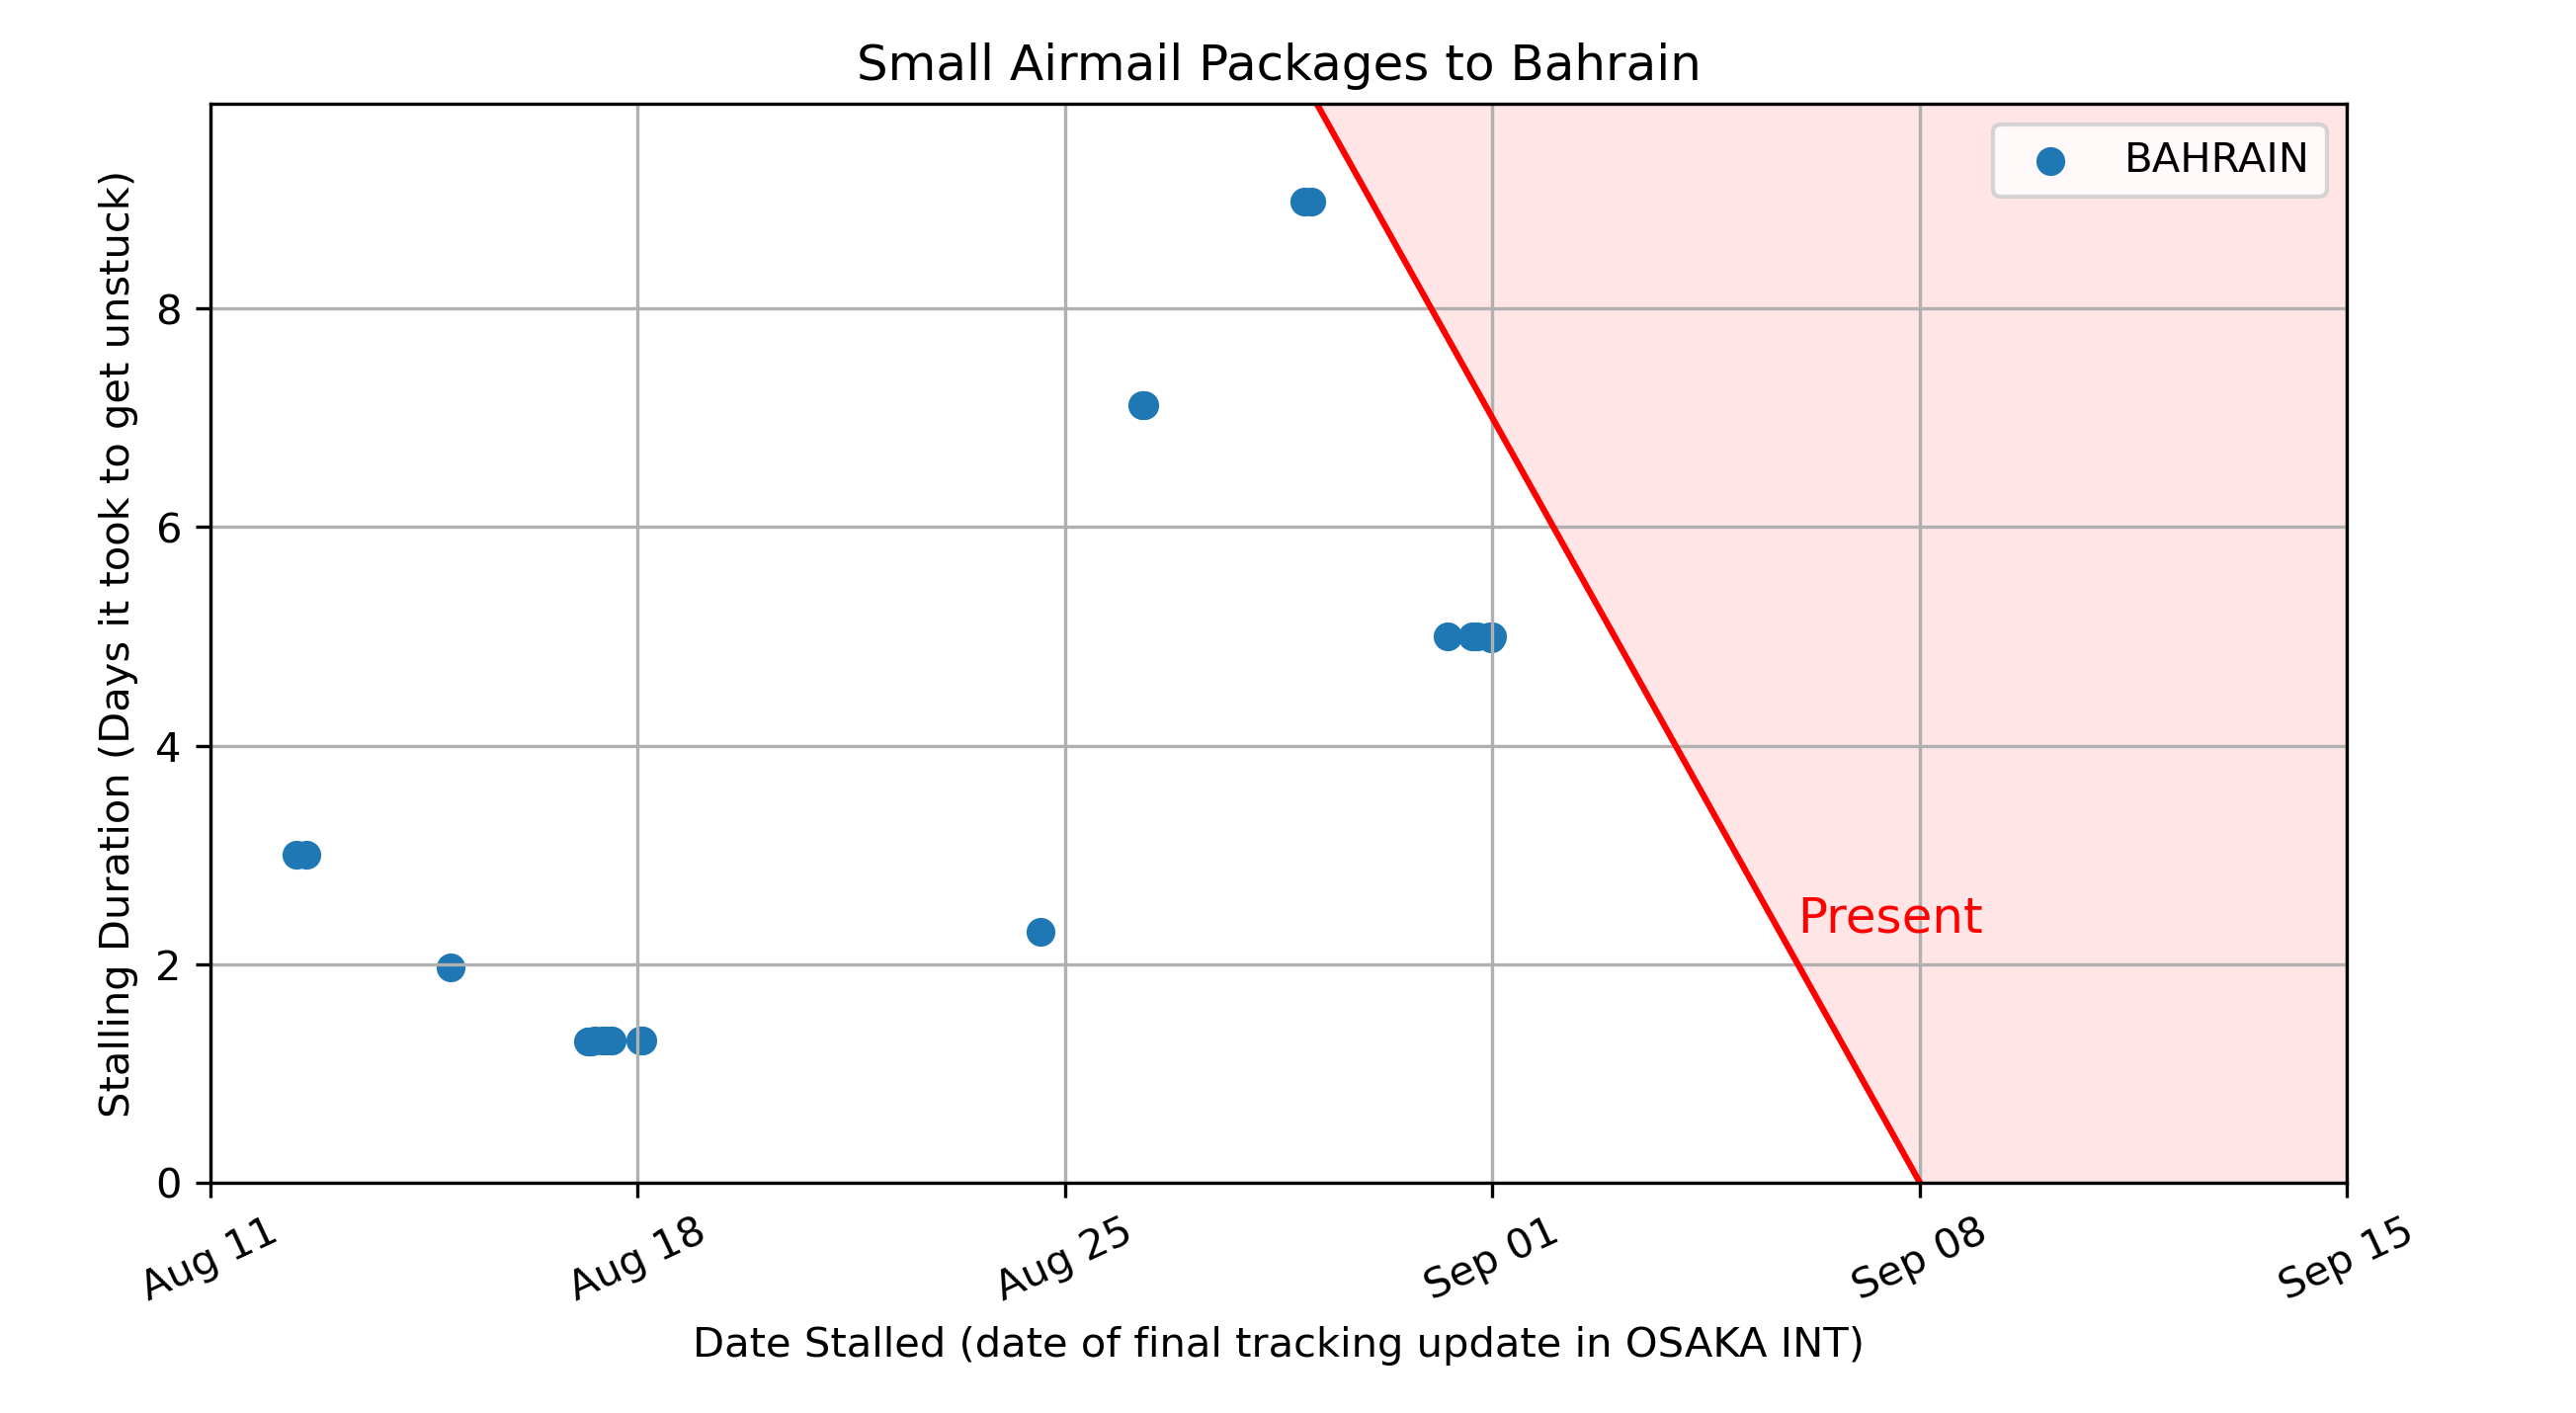 Small Airmail Packages to Bahrain
BAHRAIN
Stalling Duration (Days it took to get unstuck)
8
6
4
2
0
Present
Aug 11
Aug 18
Aug 25
Sep 01
Sep 08
Sep 15
Date Stalled (date of final tracking update in OSAKA INT)